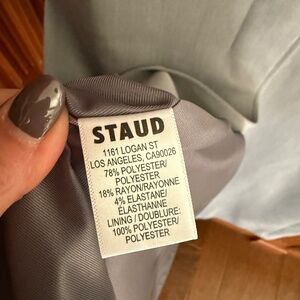 STAUD
1161 LOGAN ST
LOS ANGELES, CA90026
78% POLYESTER/
POLYESTER
18% RAYON/RAYONNE
4% ELASTANE/
ÉLASTHANNE
LINING / DOUBLURE:
100% POLYESTER/
POLYESTER